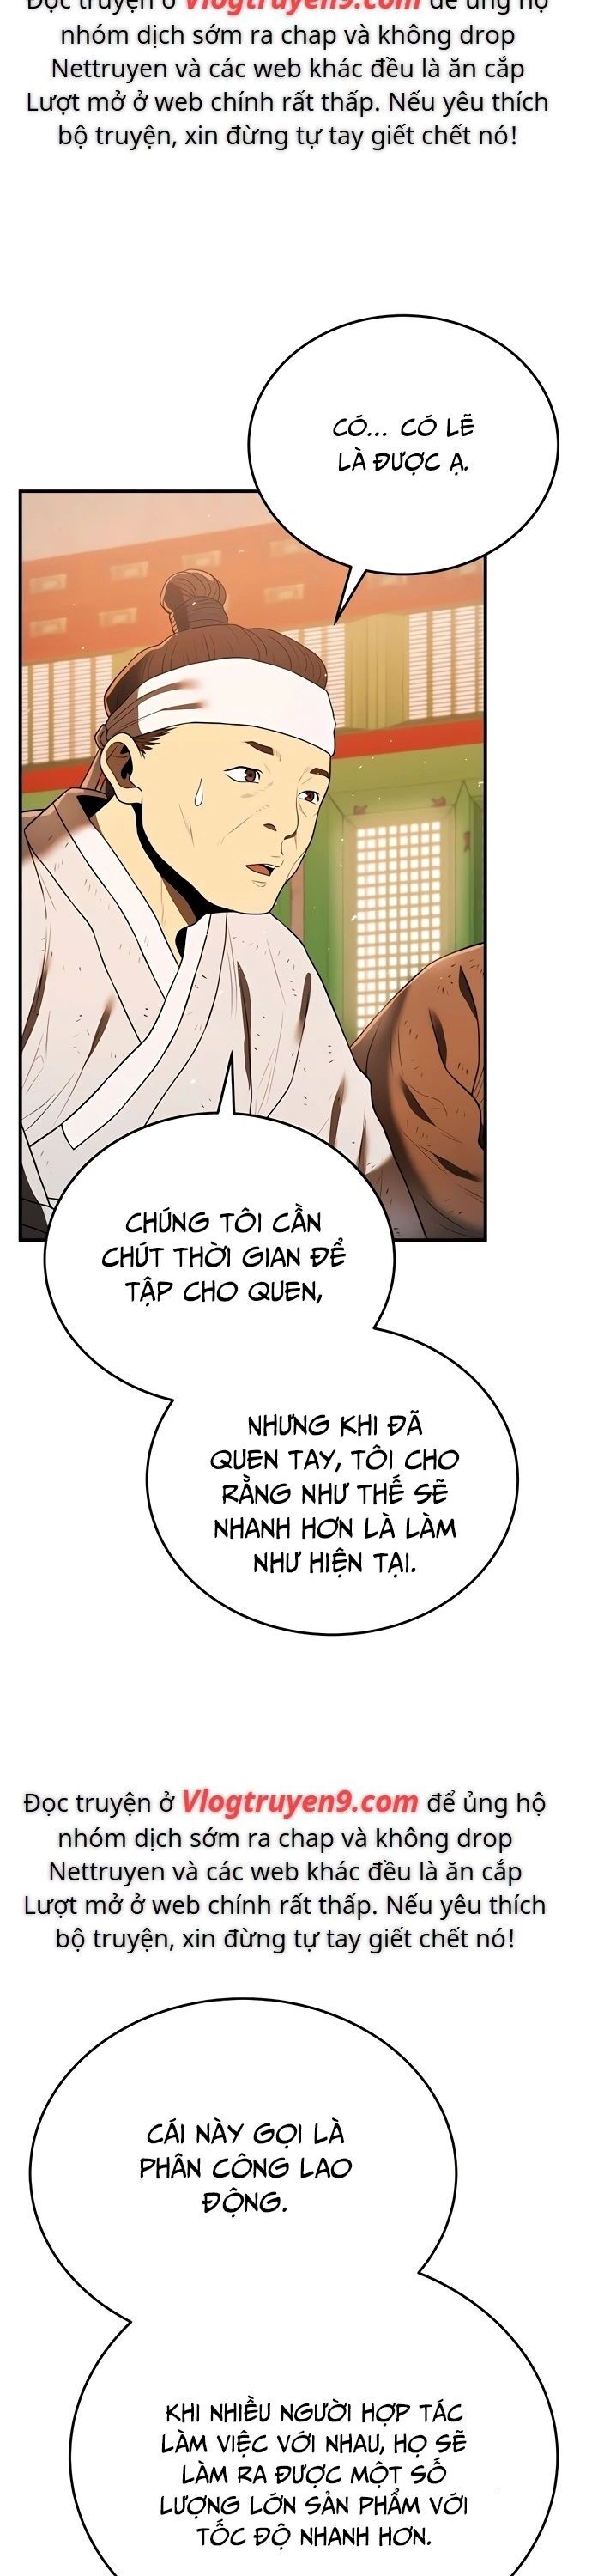 Đọc truyện ở Vlogtruyen9.com để ủng hộ
nhóm dịch sớm ra chap và không drop
Nettruyen và các web khác đều là ăn cắp
Lượt mở ở web chính rất thấp. Nếu yêu thích
bộ truyện, xin đừng tự tay giết chết nó!
CÓ... CÓ LẼ
LÀ ĐƯỢC Ạ.
CHÚNG TÔI CẦN
CHÚT THỜI GIAN ĐỂ
TẬP CHO QUEN,
NHƯNG KHI ĐÃ
QUEN TAY, TÔI CHO
RẰNG NHƯ THẾ SẼ
NHANH HƠN LÀ LÀM
NHƯ HIỆN TẠI.
Đọc truyện ở Vlogtruyen9.com để ủng hộ
nhóm dịch sớm ra chap và không drop
Nettruyen và các web khác đều là ăn cắp
Lượt mở ở web chính rất thấp. Nếu yêu thích
bộ truyện, xin đừng tự tay giết chết nó!
CÁI NÀY GỌI LÀ
PHÂN CÔNG LAO
ĐỘNG.
KHI NHIỀU NGƯỜI HỢP TÁC
LÀM VIỆC VỚI NHAU, HỌ SẼ
LÀM RA ĐƯỢC MỘT SỐ
LƯỢNG LỚN SẢN PHẨM VỚI
TỐC ĐỘ NHANH HƠN.